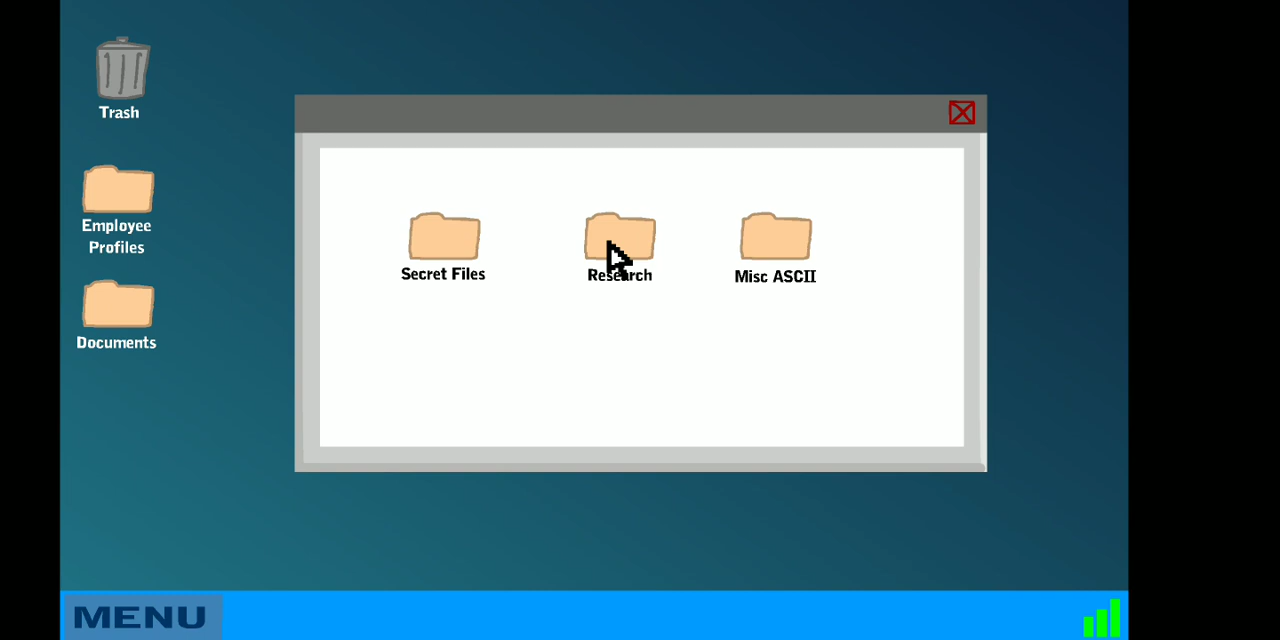 Trash
Employee
Profiles
Documents
Secret Files
Research
Misc ASCII
MENU